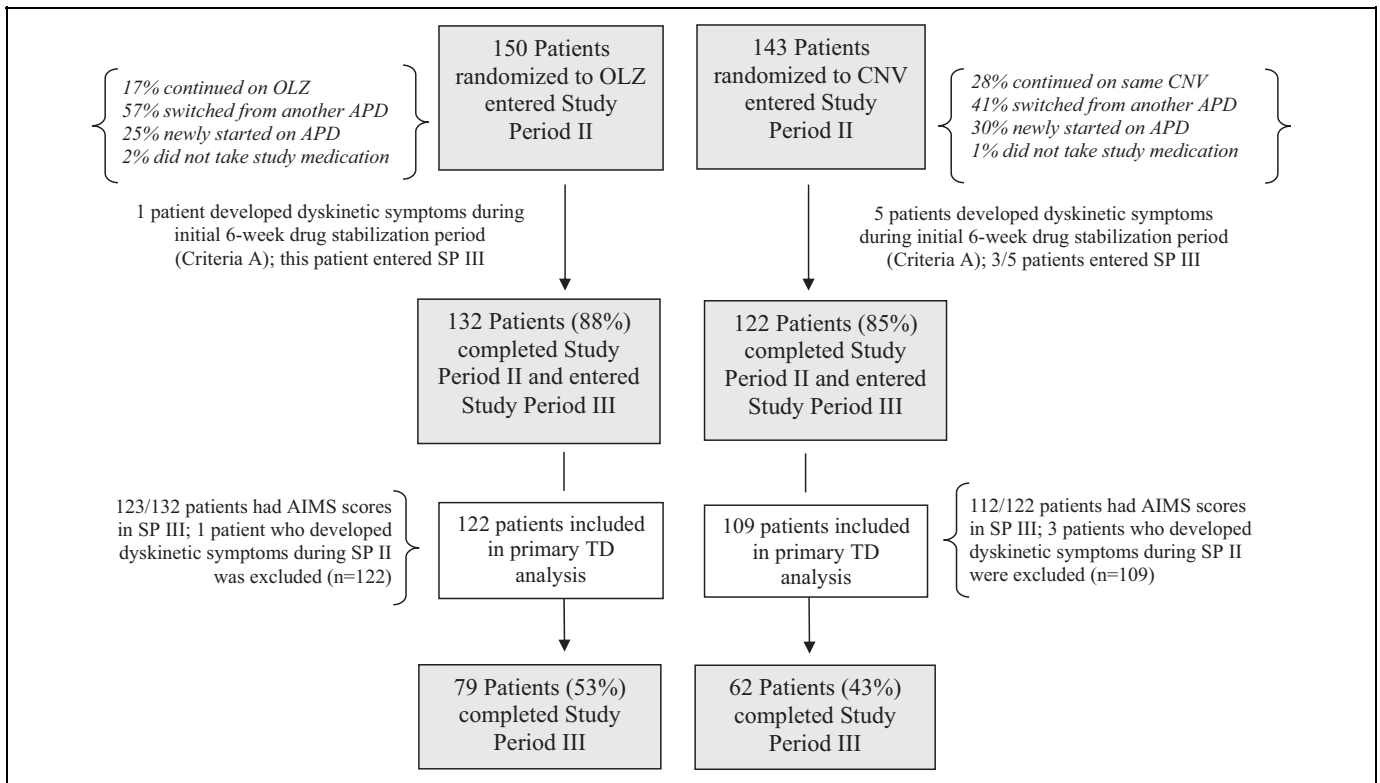 150 Patients
randomized to OLZ
entered Study
Period II
143 Patients
randomized to CNV
entered Study
Period II
17% continued on OLZ
57% switched from another APD
25% newly started on APD
2% did not take study medication
28% continued on same CNV
41% switched from another APD
30% newly started on APD
1% did not take study medication
1 patient developed dyskinetic symptoms during
initial 6-week drug stabilization period
(Criteria A); this patient entered SP III
5 patients developed dyskinetic symptoms
during initial 6-week drug stabilization period
(Criteria A); 3/5 patients entered SP III
132 Patients (88%)
completed Study
Period II and entered
Study Period III
122 Patients (85%)
completed Study
Period II and entered
Study Period III
123/132 patients had AIMS scores
in SP III; 1 patient who developed
dyskinetic symptoms during SP II
was excluded (n=122)
122 patients included
in primary TD
analysis
109 patients included
in primary TD
analysis
112/122 patients had AIMS scores
in SP III; 3 patients who developed
dyskinetic symptoms during SP II
were excluded (n=109)
79 Patients (53%)
completed Study
Period III
62 Patients (43%)
completed Study
Period III